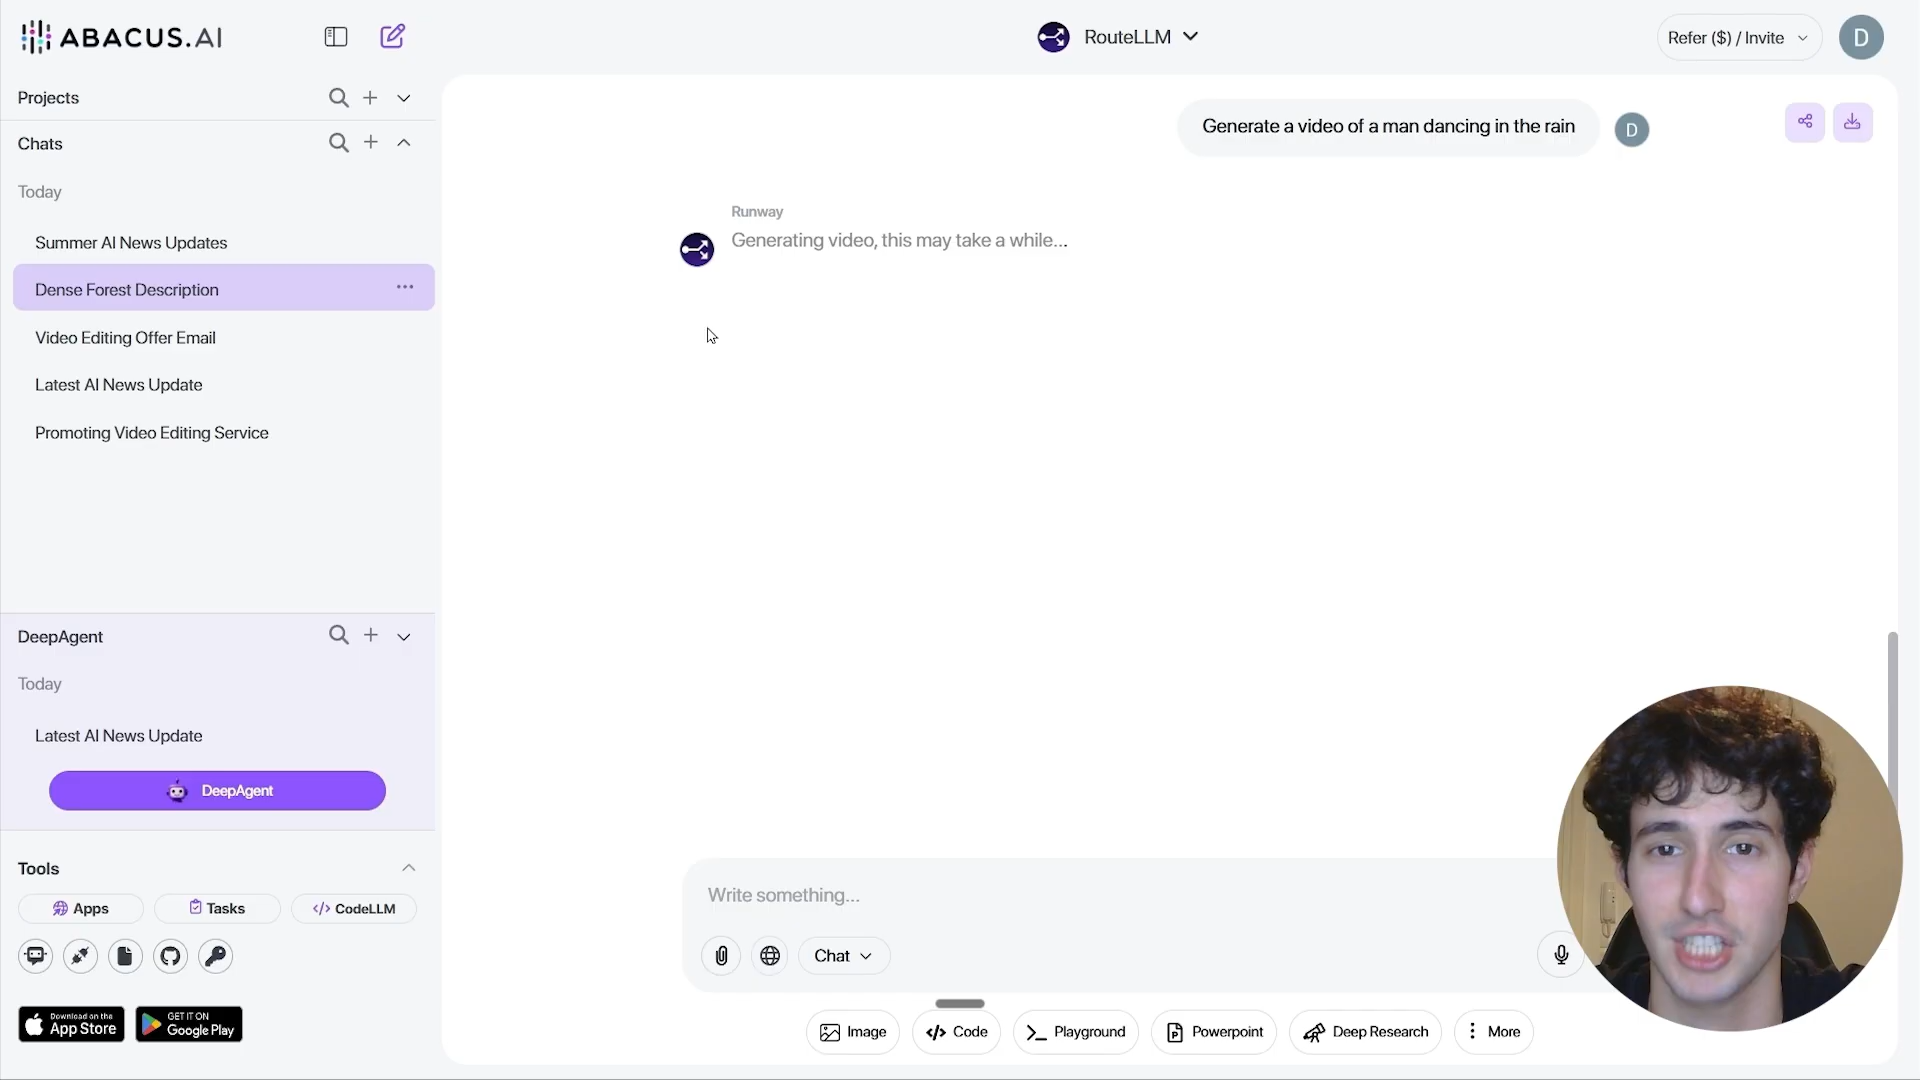 ABACUS.AI
RouteLLM
Refer ($) / Invite
D
Projects
Chats
Today
Summer AI News Updates
Dense Forest Description
Video Editing Offer Email
Latest AI News Update
Promoting Video Editing Service
DeepAgent
Today
Latest AI News Update
DeepAgent
Tools
Apps
Tasks
</> CodeLLM
Download on the
App Store
GET IT ON
Google Play
Generate a video of a man dancing in the rain
D
Runway
Generating video, this may take a while...
Write something...
Chat
Image
</> Code
Playground
Powerpoint
Deep Research
More